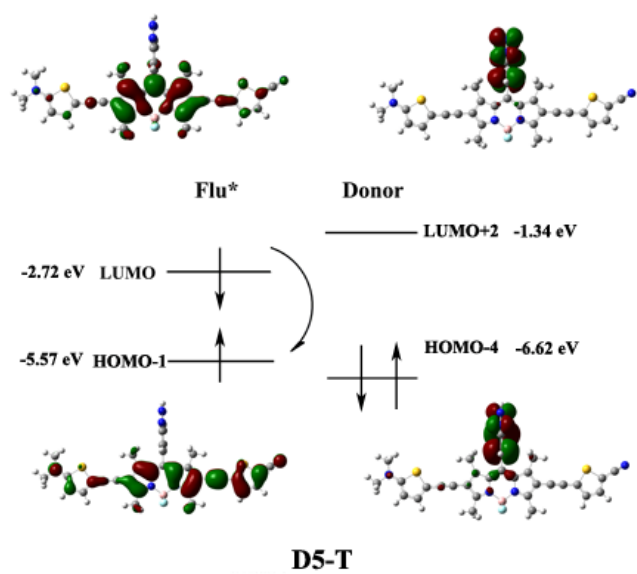 Flu* Donor
LUMO+2 -1.34 eV
-2.72 eV LUMO
HOMO-4 -6.62 eV
-5.57 eV HOMO-1
D5-T